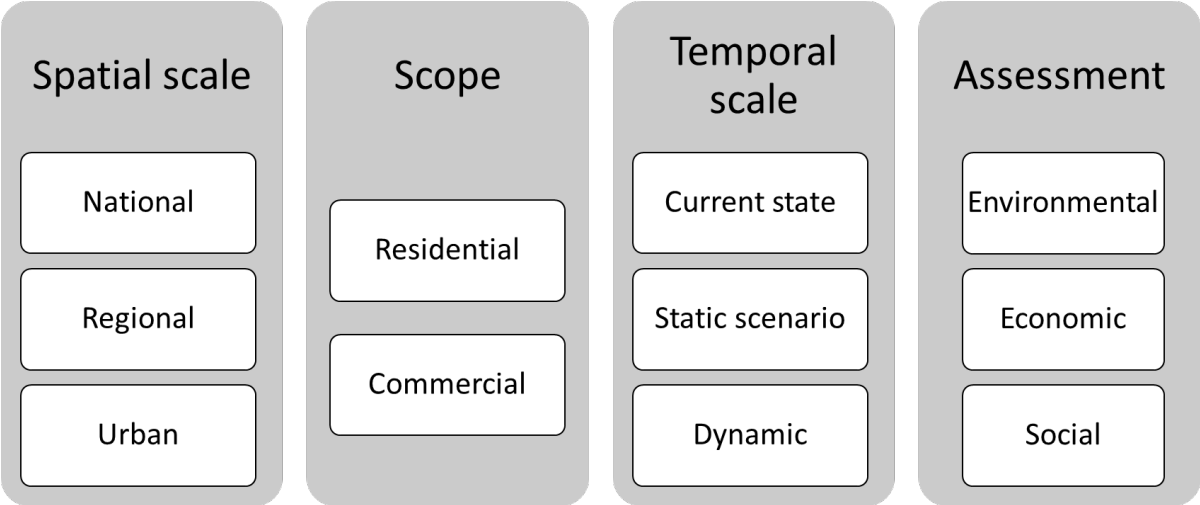 Spatial scale
National
Regional
Urban
Scope
Residential
Commercial
Temporal
scale
Current state
Static scenario
Dynamic
Assessment
Environmental
Economic
Social